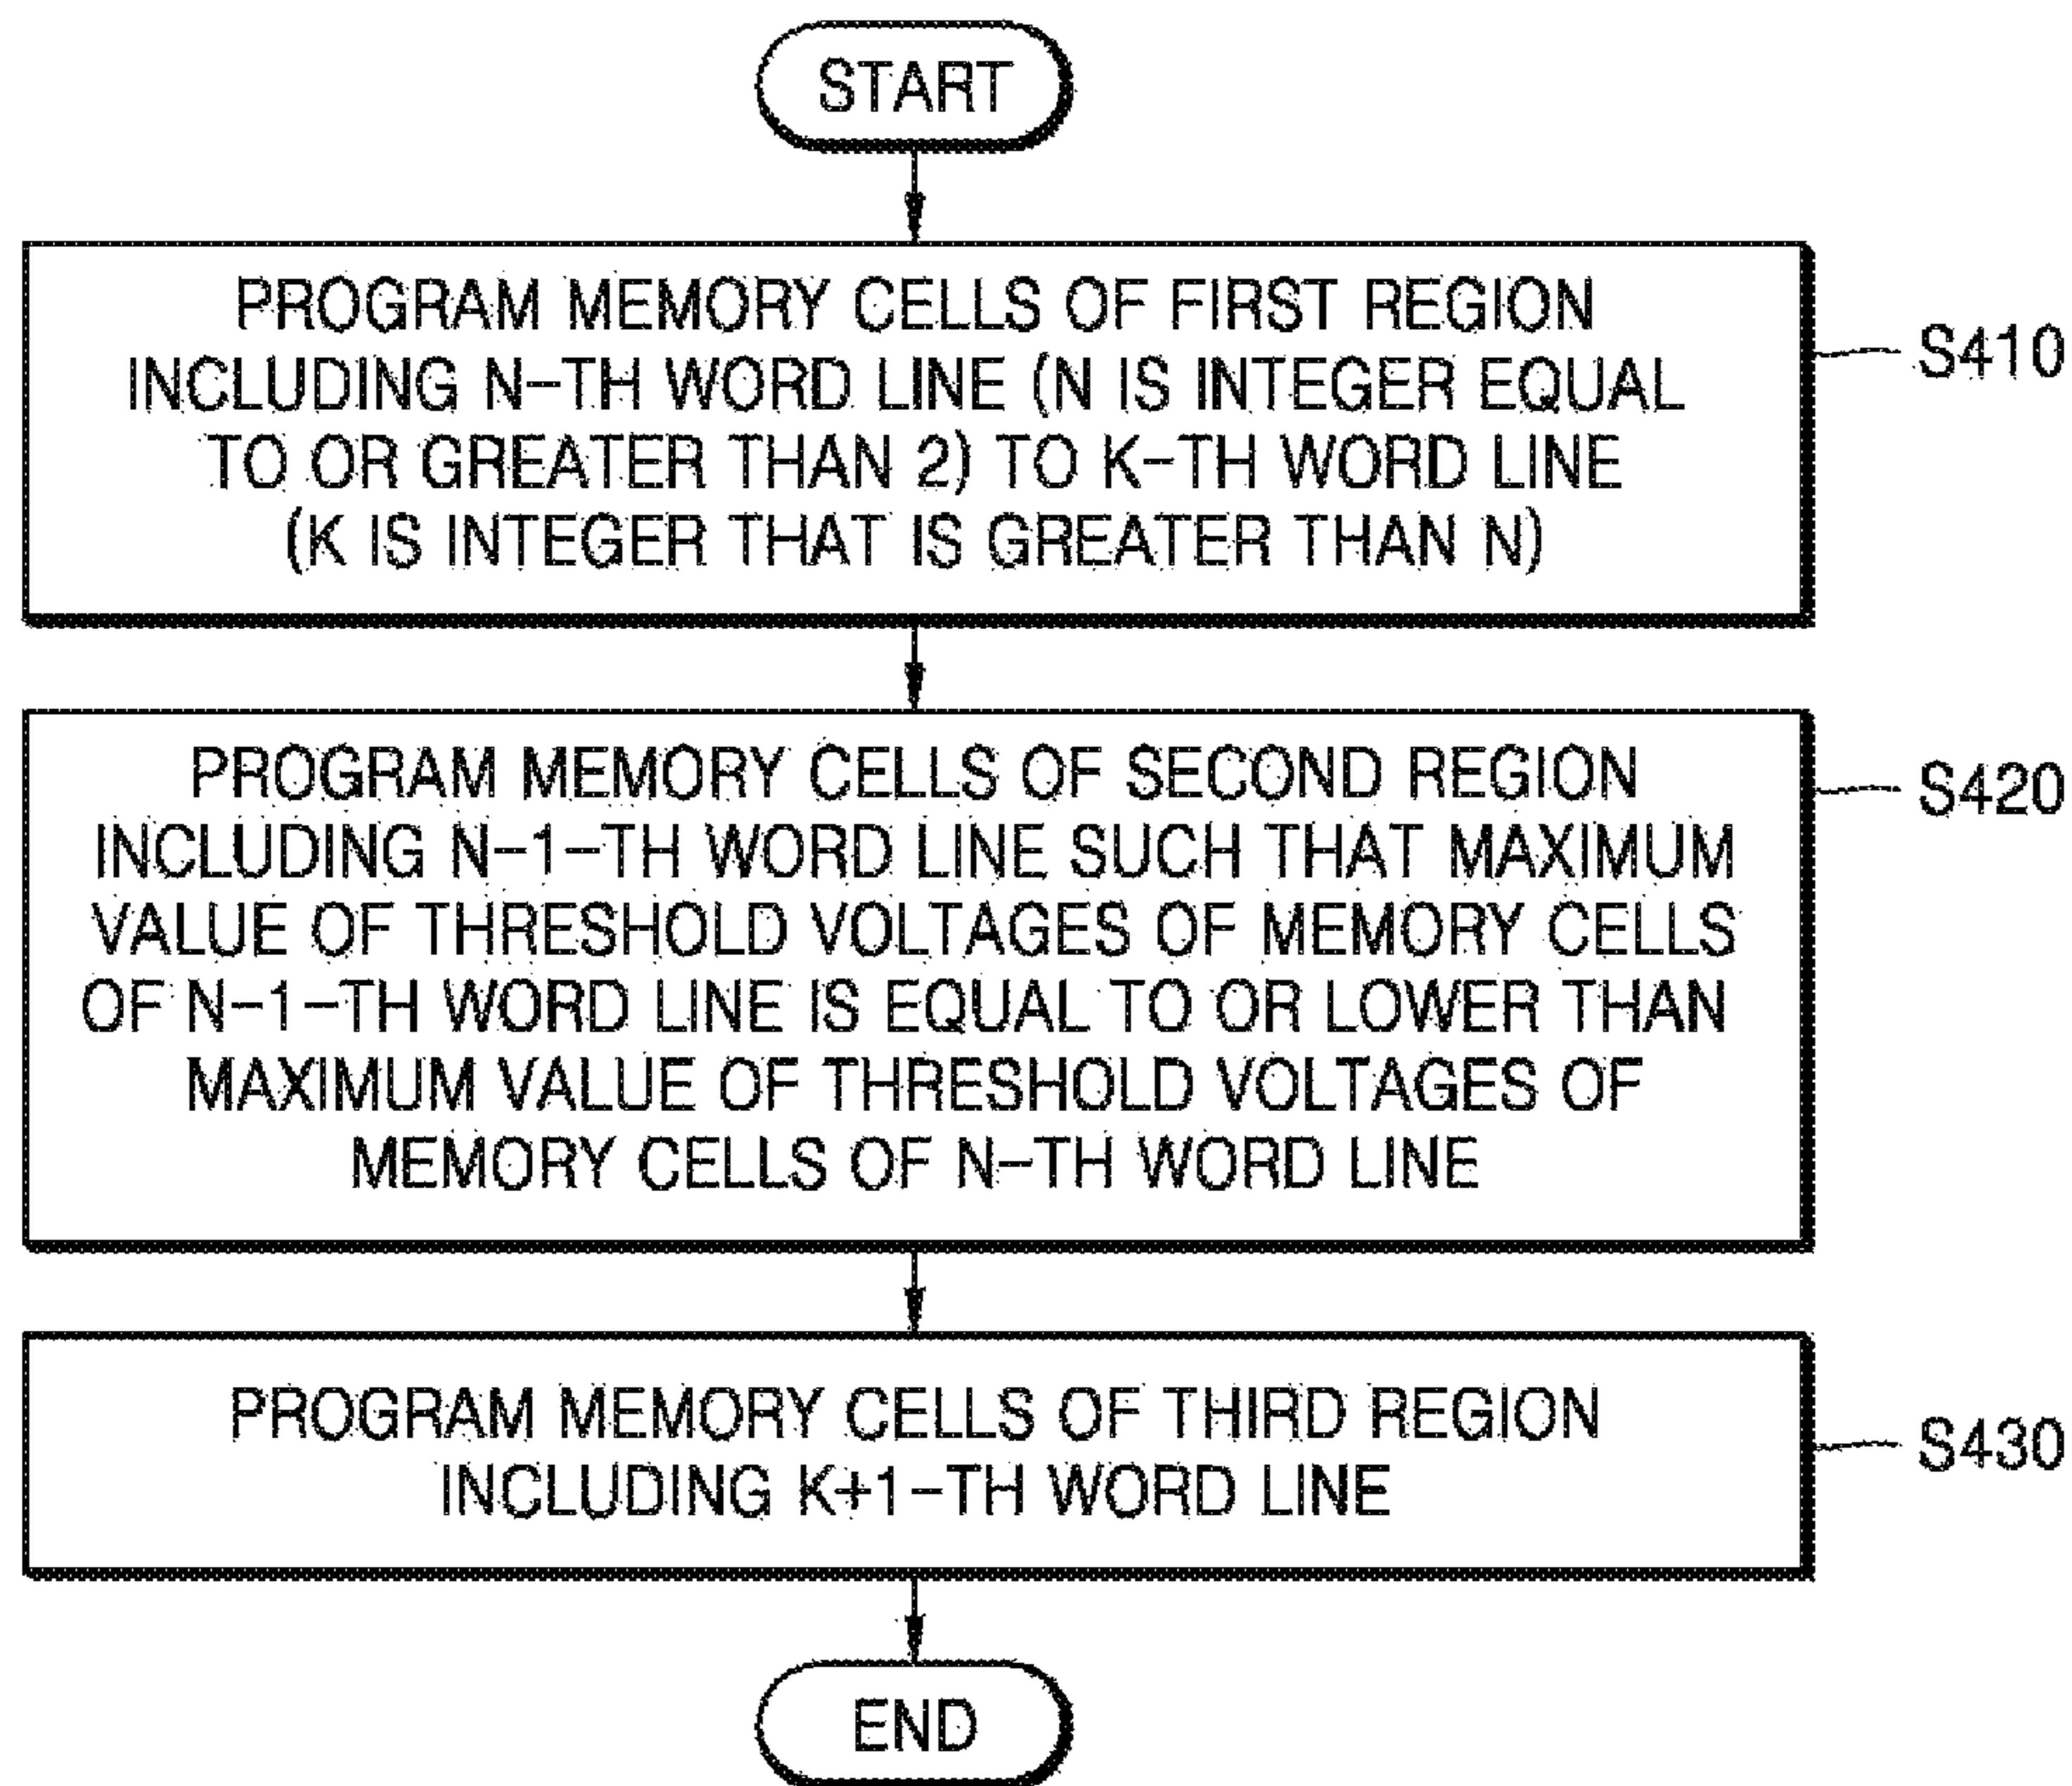 START
PROGRAM MEMORY CELLS OF FIRST REGION
INCLUDING N-TH WORD LINE (N IS INTEGER EQUAL
TO OR GREATER THAN 2) TO K-TH WORD LINE
(K IS INTEGER THAT IS GREATER THAN N)
S410
PROGRAM MEMORY CELLS OF SECOND REGION
INCLUDING N-1-TH WORD LINE SUCH THAT MAXIMUM
VALUE OF THRESHOLD VOLTAGES OF MEMORY CELLS
OF N-1-TH WORD LINE IS EQUAL TO OR LOWER THAN
MAXIMUM VALUE OF THRESHOLD VOLTAGES OF
MEMORY CELLS OF N-TH WORD LINE
S420
PROGRAM MEMORY CELLS OF THIRD REGION
INCLUDING K+1-TH WORD LINE
S430
END